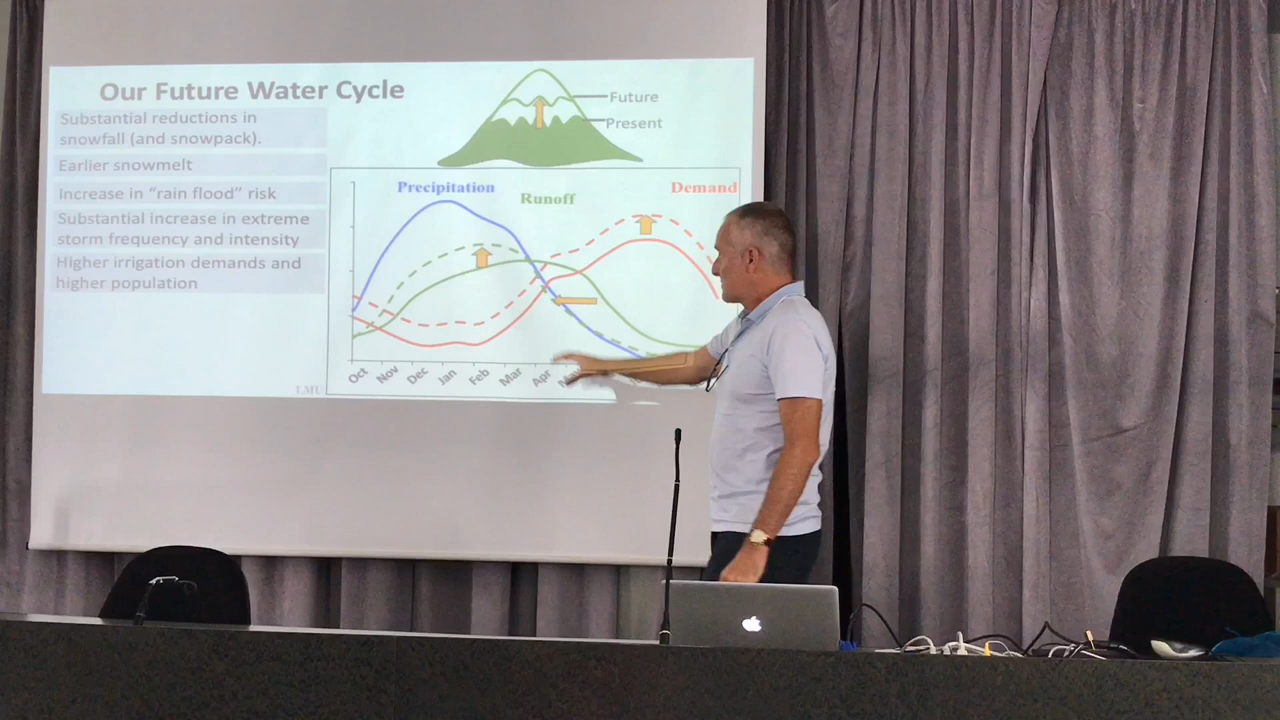 Our Future Water Cycle
Substantial reductions in
snowfall (and snowpack).
Earlier snowmelt
Increase in “rain flood” risk
Substantial increase in extreme
storm frequency and intensity
Higher irrigation demands and
higher population
Future
Present
Precipitation
Runoff
Demand
Oct Nov Dec Jan Feb Mar Apr